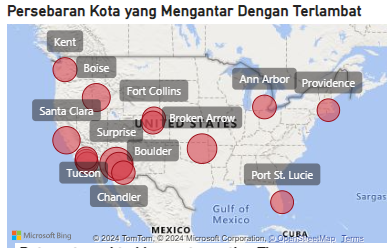 Persebaran Kota yang Mengantar Dengan Terlambat
Kent
Boise
Fort Collins
Ann Arbor
Providence
Santa Clara
Broken Arrow
UNITED STATES
Surprise
Boulder
Tucson
Port St. Lucie
Chandler
Gulf of
Mexico
Sargas
MEXICO
CUBA
Microsoft Bing
© 2024 TomTom, © 2024 Microsoft Corporation, © OpenStreetMap Terms